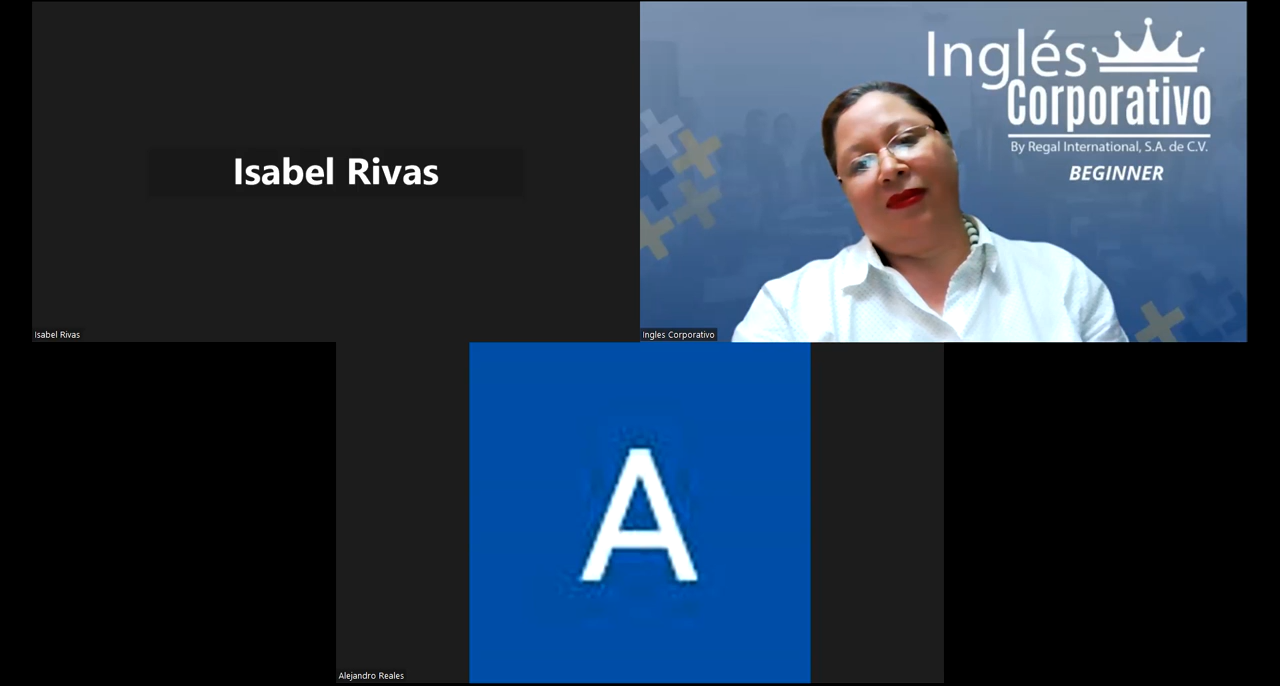 Isabel Rivas
Isabel Rivas
Inglés
Corporativo
By Regal International, S.A. de C.V.
BEGINNER
Ingles Corporativo
A
Alejandro Reales